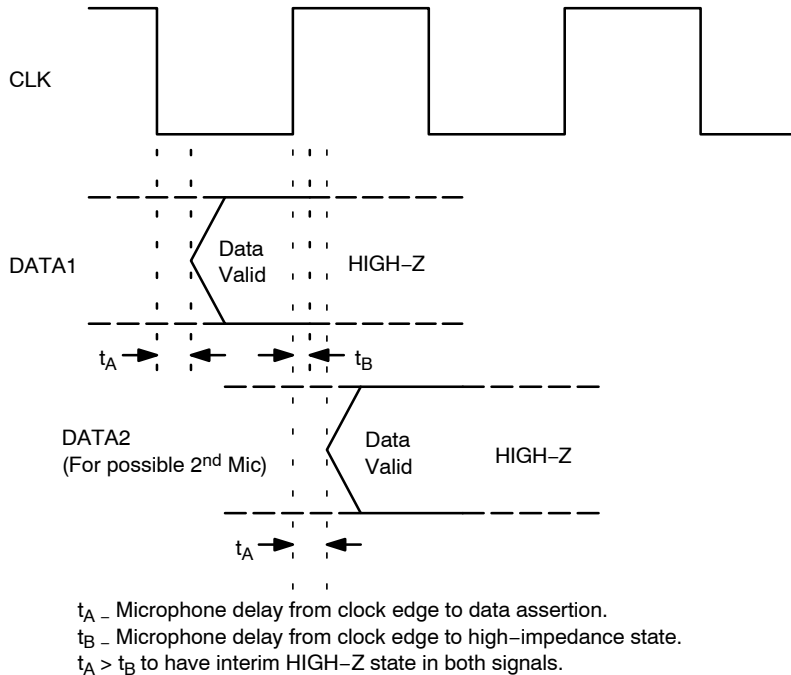 CLK
DATA1
Data
Valid
HIGH−Z
tA
tB
DATA2
(For possible 2nd Mic)
Data
Valid
HIGH−Z
tA
tA – Microphone delay from clock edge to data assertion.
tB – Microphone delay from clock edge to high−impedance state.
tA > tB to have interim HIGH−Z state in both signals.